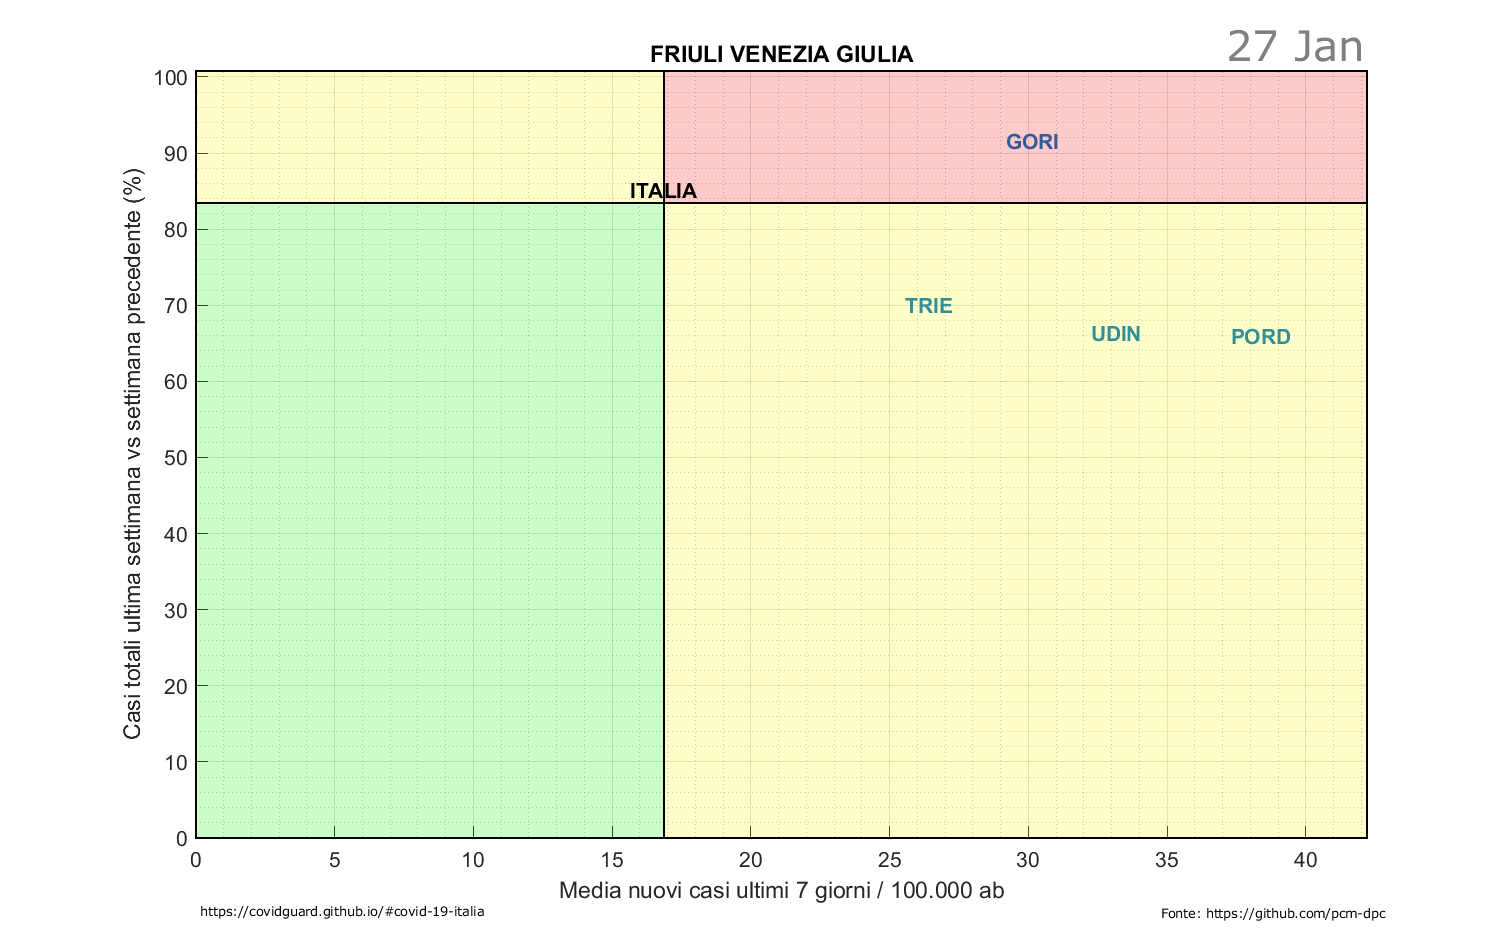 27 Jan
FRIULI VENEZIA GIULIA
100
90
80
70
60
50
40
30
20
10
0
Casi totali ultima settimana vs settimana precedente (%)
GORI
ITALIA
TRIE
UDIN
PORD
0 5 10 15 20 25 30 35 40
Media nuovi casi ultimi 7 giorni / 100.000 ab
https://covidguard.github.io/#covid-19-italia
Fonte: https://github.com/pcm-dpc